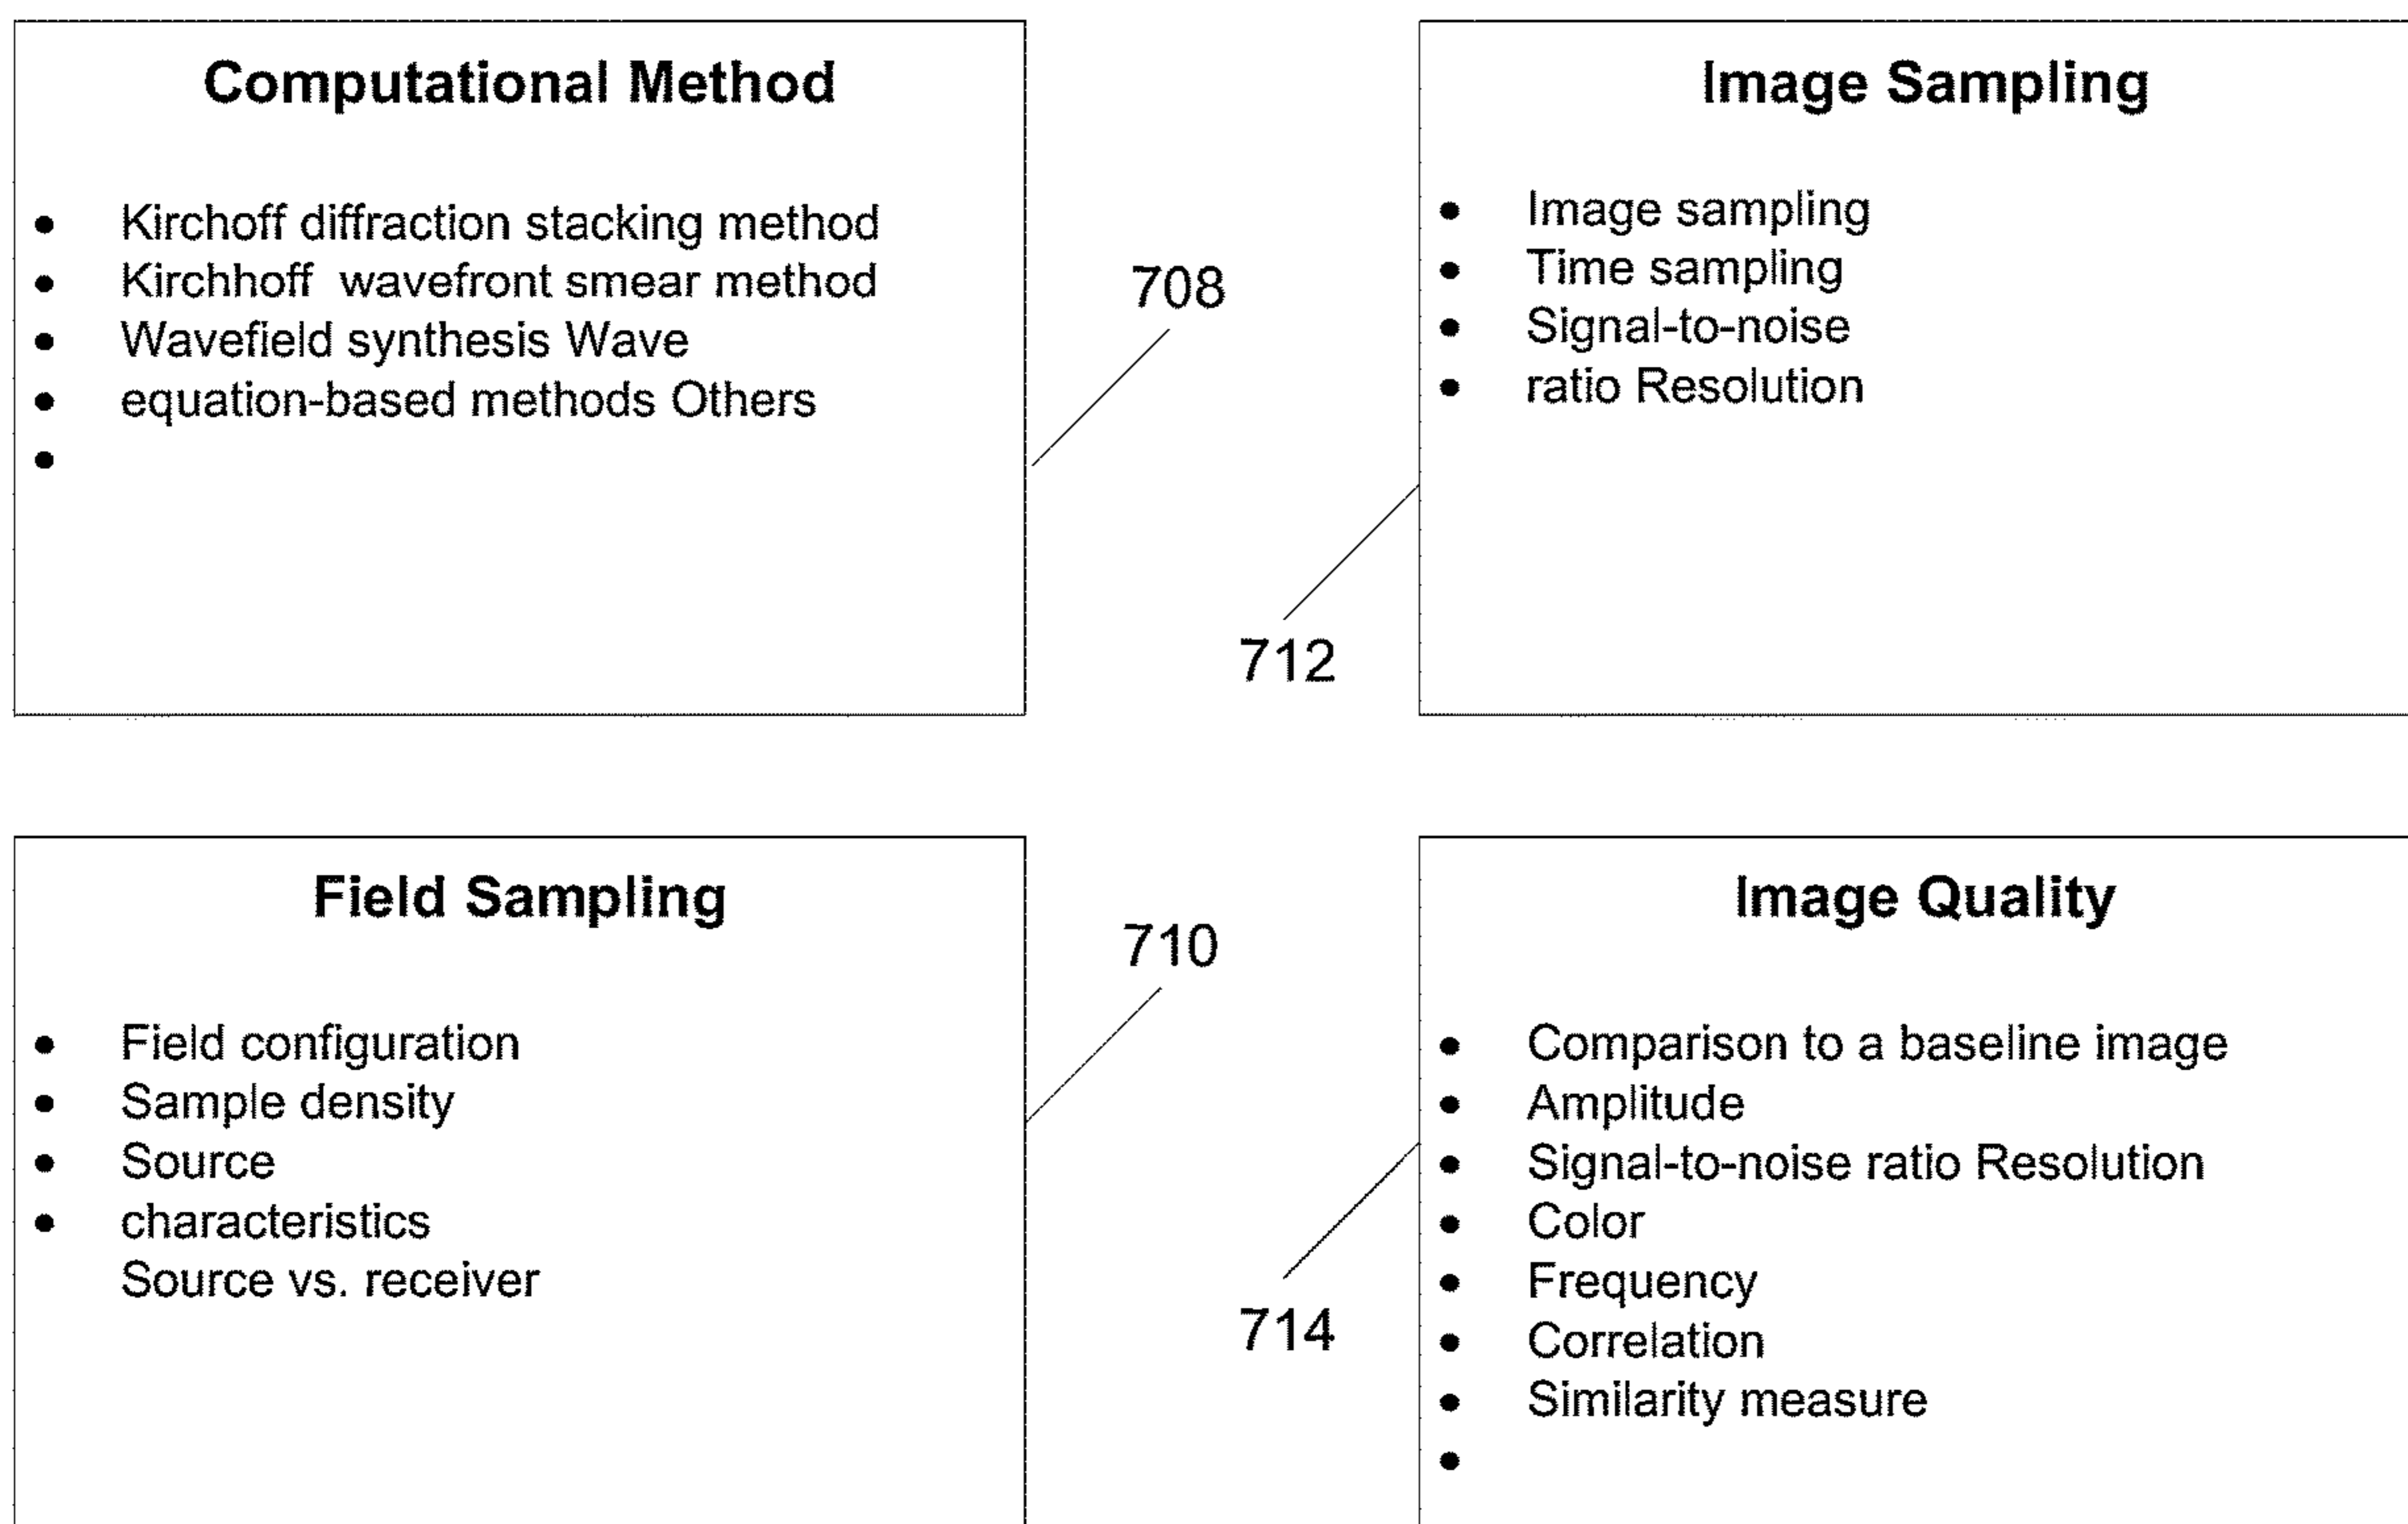 Computational Method
• Kirchoff diffraction stacking method
• Kirchhoff wavefront smear method
• Wavefield synthesis Wave
• equation-based methods Others
•
708
Image Sampling
• Image sampling
• Time sampling
• Signal-to-noise
• ratio Resolution
712
Field Sampling
• Field configuration
• Sample density
• Source
• characteristics
Source vs. receiver
710
Image Quality
• Comparison to a baseline image
• Amplitude
• Signal-to-noise ratio Resolution
• Color
• Frequency
• Correlation
• Similarity measure
•
714